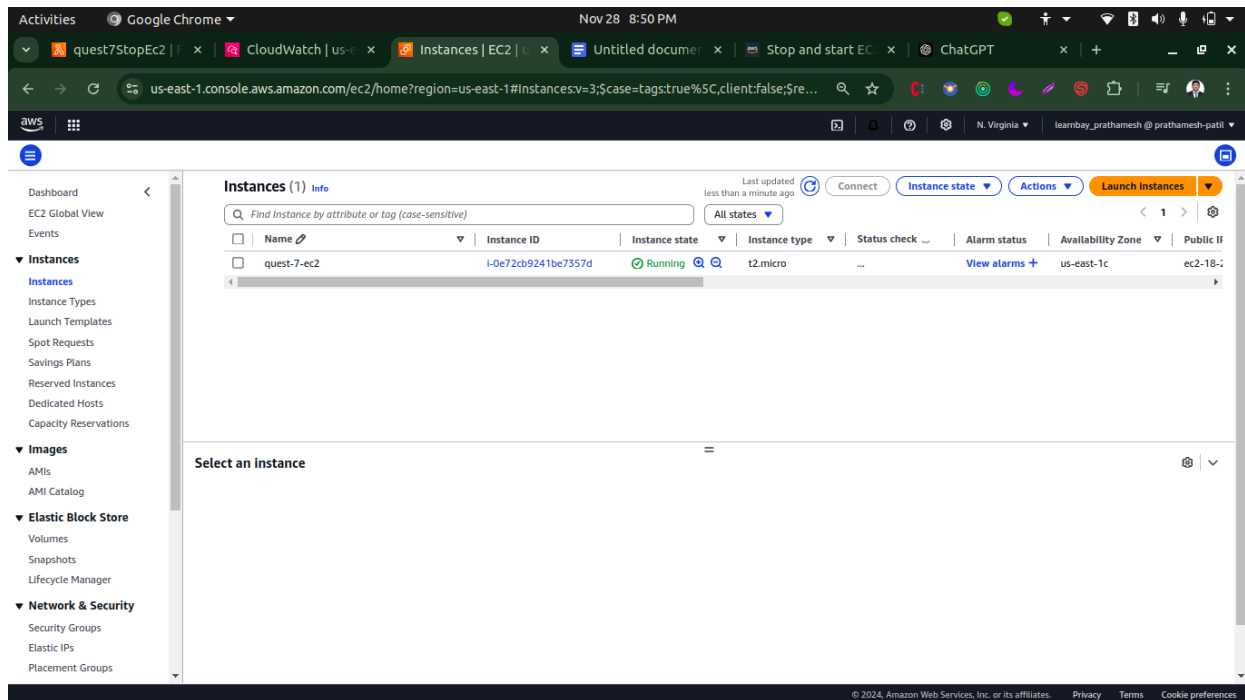 Activities Google Chrome Nov 28 8:50 PM
quest7StopEc2 | F CloudWatch | us-e Instances | EC2 | u Untitled documen Stop and start EC ChatGPT
us-east-1.console.aws.amazon.com/ec2/home?region=us-east-1#Instances:v=3;$case=tags:true%5C,client:false;$re...
aws N. Virginia learnbay_prathamesh @ prathamesh-patil
Dashboard
EC2 Global View
Events
Instances
Instances
Instance Types
Launch Templates
Spot Requests
Savings Plans
Reserved Instances
Dedicated Hosts
Capacity Reservations
Images
AMIs
AMI Catalog
Elastic Block Store
Volumes
Snapshots
Lifecycle Manager
Network & Security
Security Groups
Elastic IPs
Placement Groups
Instances (1) Info
Last updated
less than a minute ago
Connect Instance state Actions Launch instances
Find Instance by attribute or tag (case-sensitive) All states 1
Name Instance ID Instance state Instance type Status check Alarm status Availability Zone Public IP
quest-7-ec2 i-0e72cb9241be7357d Running t2.micro ... View alarms + us-east-1c ec2-18-2
Select an instance
© 2024, Amazon Web Services, Inc. or its affiliates. Privacy Terms Cookie preferences